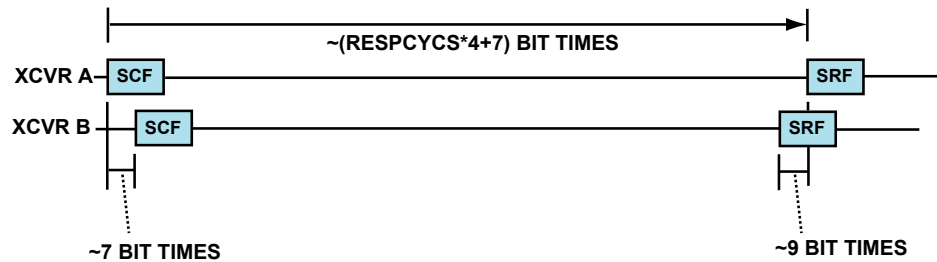 ~(RESPCYCS*4+7) BIT TIMES
XCVR A
SCF
SRF
XCVR B
SCF
SRF
~7 BIT TIMES
~9 BIT TIMES